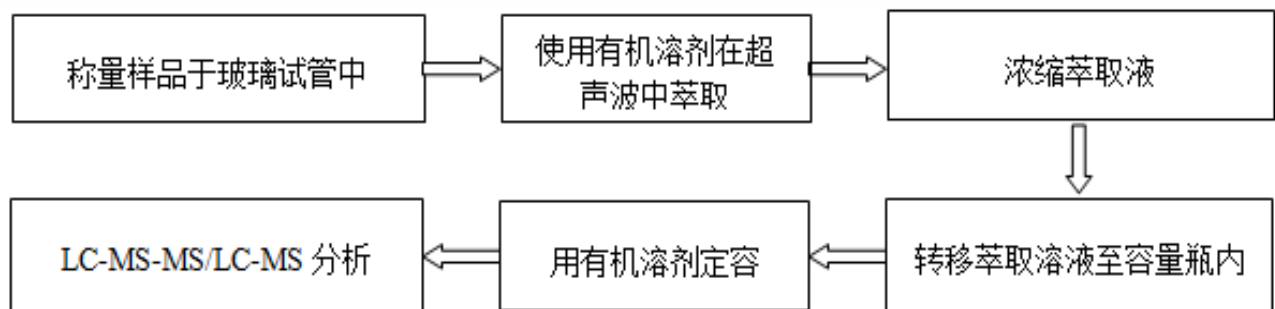 称量样品于玻璃试管中
使用有机溶剂在超
声波中萃取
浓缩萃取液
转移萃取溶液至容量瓶内
用有机溶剂定容
LC-MS-MS/LC-MS 分析